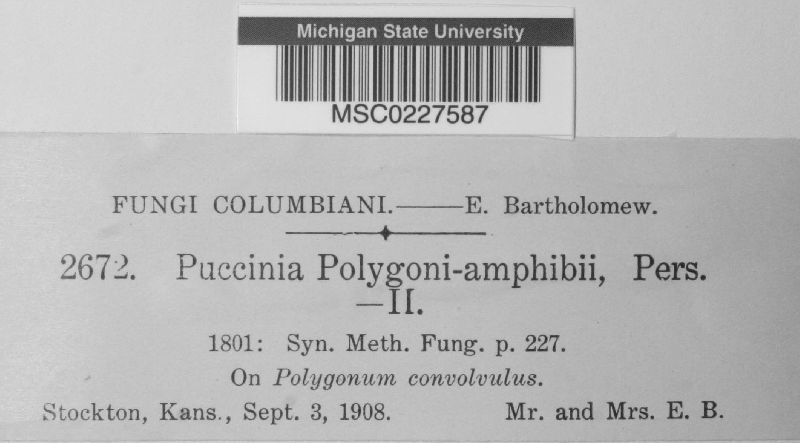 Michigan State University
MSC0227587
FUNGI COLUMBIANI.——E. Bartholomew.
2672. Puccinia Polygoni-amphibii, Pers.
—II.
1801: Syn. Meth. Fung. p. 227.
On Polygonum convolvulus.
Stockton, Kans., Sept. 3, 1908. Mr. and Mrs. E. B.